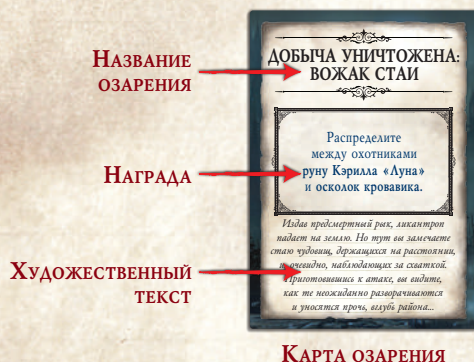 Название
озарения
ДОБЫЧА УНИЧТОЖЕНА:
ВОЖАК СТАИ
Награда
Распределите
между охотниками
руну Кэрилла «Луна»
и осколок кровавика.
Художественный
текст
Издав предсмертный рык, ликантроп
падает на землю. Но тут вы замечаете
стаю чудовищ, держащихся на расстоянии,
и, очевидно, наблюдающих за схваткой.
Приготовившись к атаке, вы видите,
как те неожиданно разворачиваются
и уносятся прочь, вглубь района...
Карта озарения